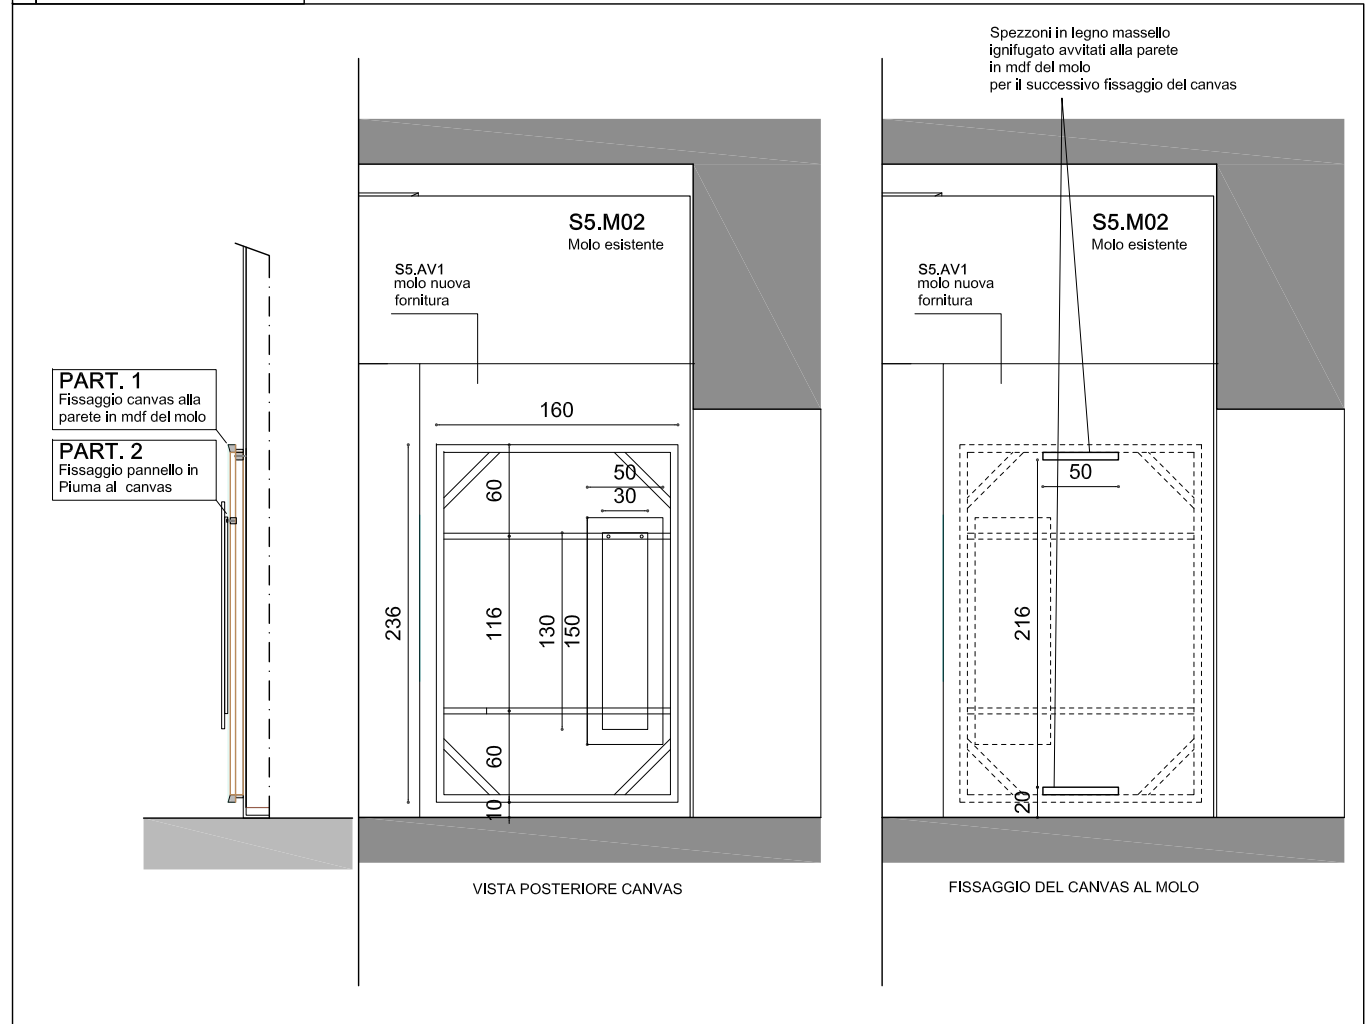 Spezzoni in legno massello
ignifugato avvitati alla parete
in mdf del molo
per il successivo fissaggio del canvas
S5.M02
Molo esistente
S5.AV1
molo nuova
fornitura
S5.M02
Molo esistente
S5.AV1
molo nuova
fornitura
PART. 1
Fissaggio canvas alla
parete in mdf del molo
PART. 2
Fissaggio pannello in
Piuma al canvas
160
60
50
30
236
116
130
150
60
10
50
216
20
VISTA POSTERIORE CANVAS
FISSAGGIO DEL CANVAS AL MOLO